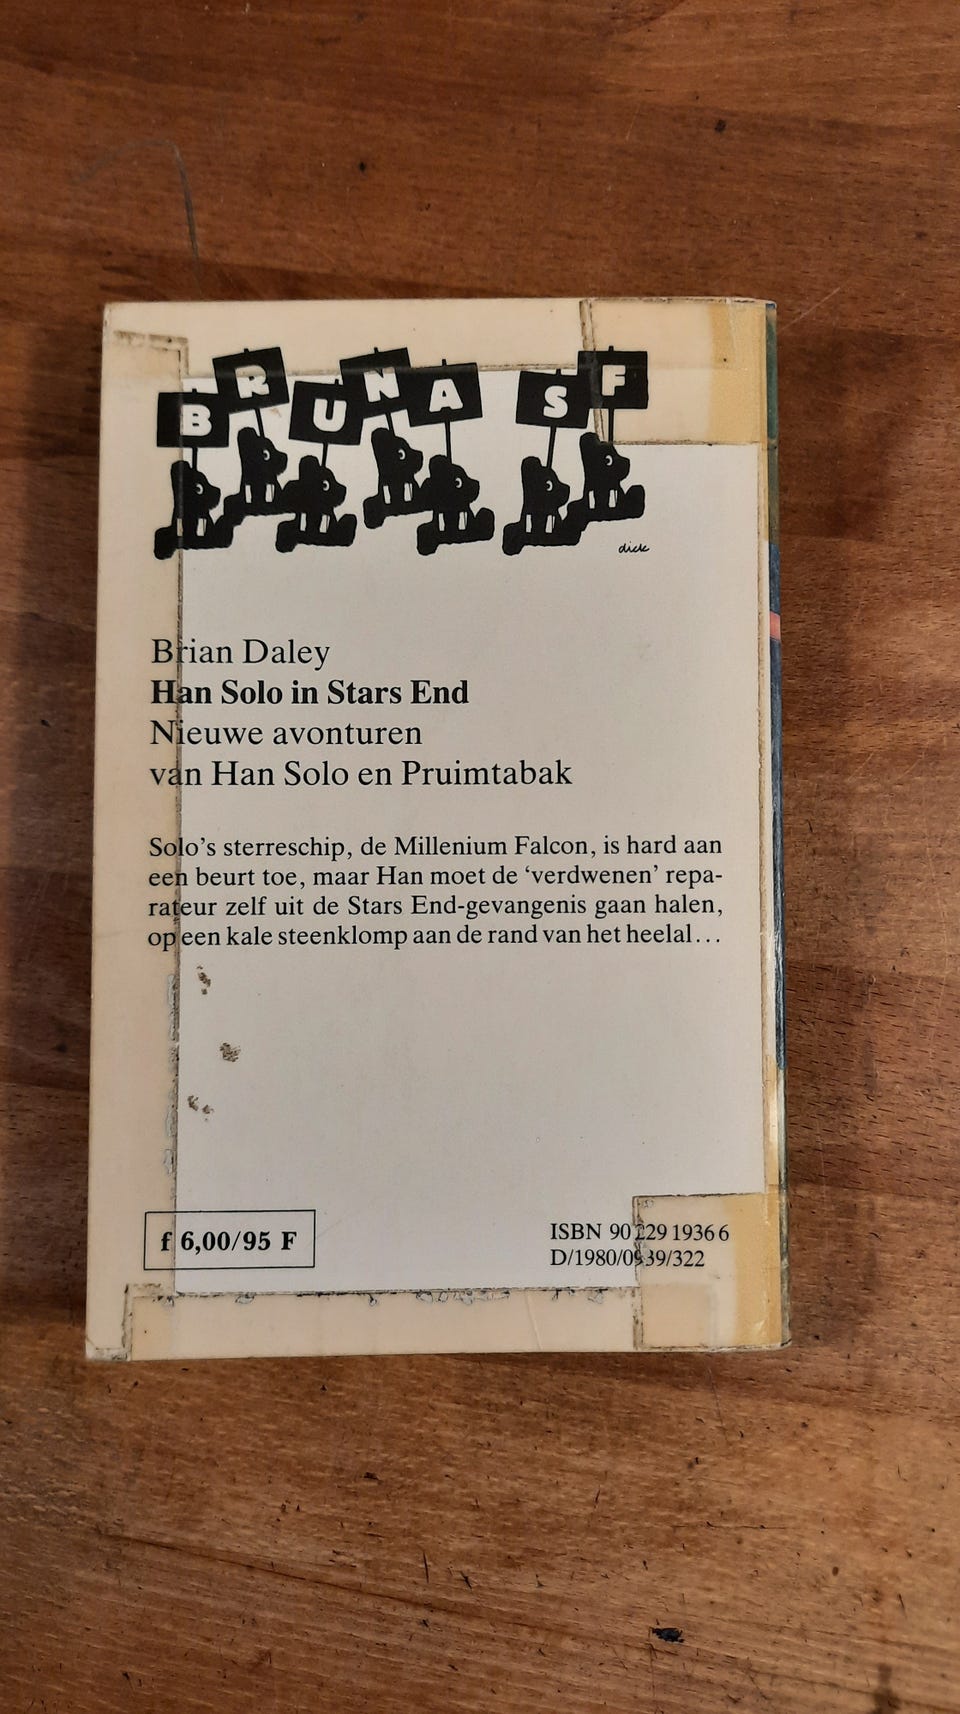 BRUNA SF
dick
Brian Daley
Han Solo in Stars End
Nieuwe avonturen
van Han Solo en Pruimtabak
Solo's sterreschip, de Millenium Falcon, is hard aan
een beurt toe, maar Han moet de 'verdwenen' repa-
rateur zelf uit de Stars End-gevangenis gaan halen,
op een kale steenklomp aan de rand van het heelal...
f 6,00/95 F
ISBN 90 229 1936 6
D/1980/0939/322